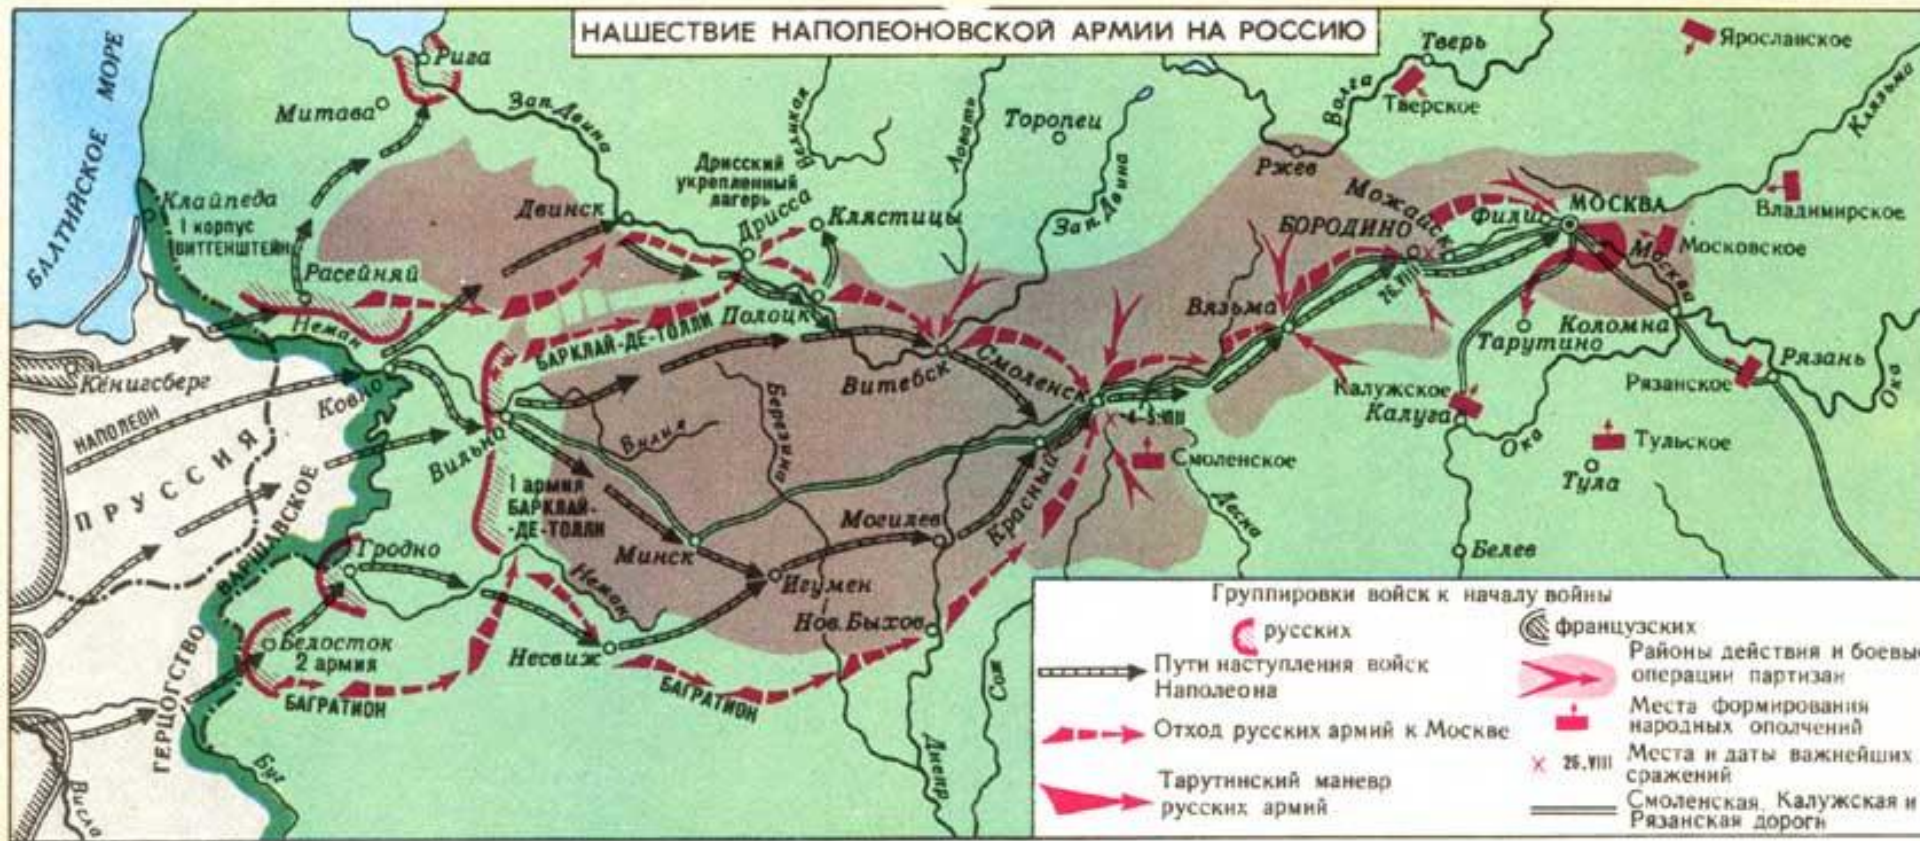 НАШЕСТВИЕ НАПОЛЕОНОВСКОЙ АРМИИ НА РОССИЮ
БАЛТИЙСКОЕ МОРЕ
Рига
Митава
Зап. Двина
Великая
Ловать
Торопец
Зап. Двина
Волга
Тверь
Тверское
Ярославское
Клязьма
Ржев
Клайпеда
1 корпус
ВИТГЕНШТЕЙН
Расейняй
Неман
Двинск
Дрисский
укрепленный
лагерь
Дрисса
Клястицы
Полоцк
БАРКЛАЙ-ДЕ-ТОЛЛИ
Можайск
БОРОДИНО
26.VIII
Фили
МОСКВА
Москва
Московское
Владимирское
Вязьма
Тарутино
Коломна
Рязань
Рязанское
Ока
Кёнигсберг
НАПОЛЕОН
ПРУССИЯ
Ковно
Вильно
Вилия
Березина
Витебск
Смоленск
4-5.VIII
Смоленское
Калужское
Калуга
Ока
Тульское
Тула
Белев
Десна
Красный
1 армия
БАРКЛАЙ-
-ДЕ-ТОЛЛИ
Минск
Могилев
Игумен
Неман
Гродно
ВАРШАВСКОЕ
ГЕРЦОГСТВО
Белосток
2 армия
БАГРАТИОН
Несвиж
БАГРАТИОН
Нов. Быхов
Сож
Днепр
Буг
Висла
Группировки войск к началу войны
русских
французских
Пути наступления войск
Наполеона
Отход русских армий к Москве
Тарутинский маневр
русских армий
Районы действия и боевые
операции партизан
Места формирования
народных ополчений
26.VIII Места и даты важнейших
сражений
Смоленская, Калужская и
Рязанская дороги